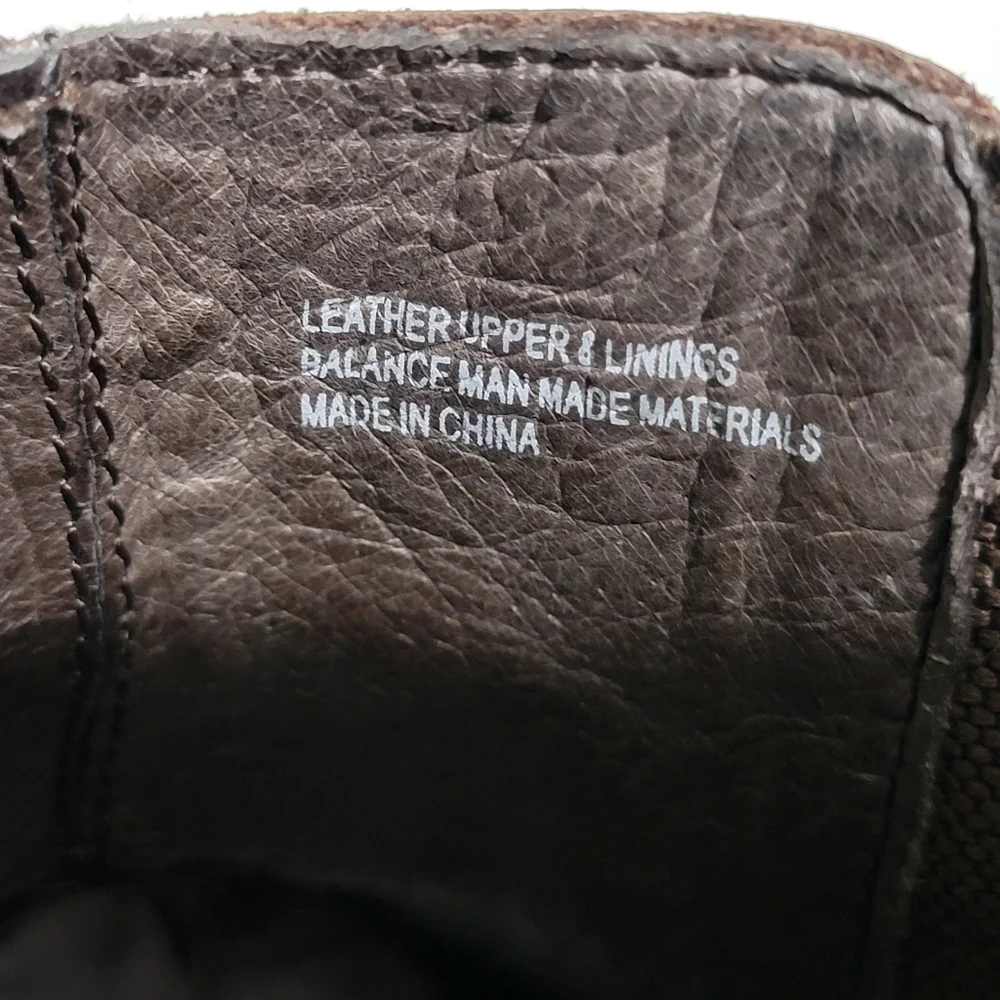 LEATHER UPPER & LININGS
BALANCE MAN MADE MATERIALS
MADE IN CHINA